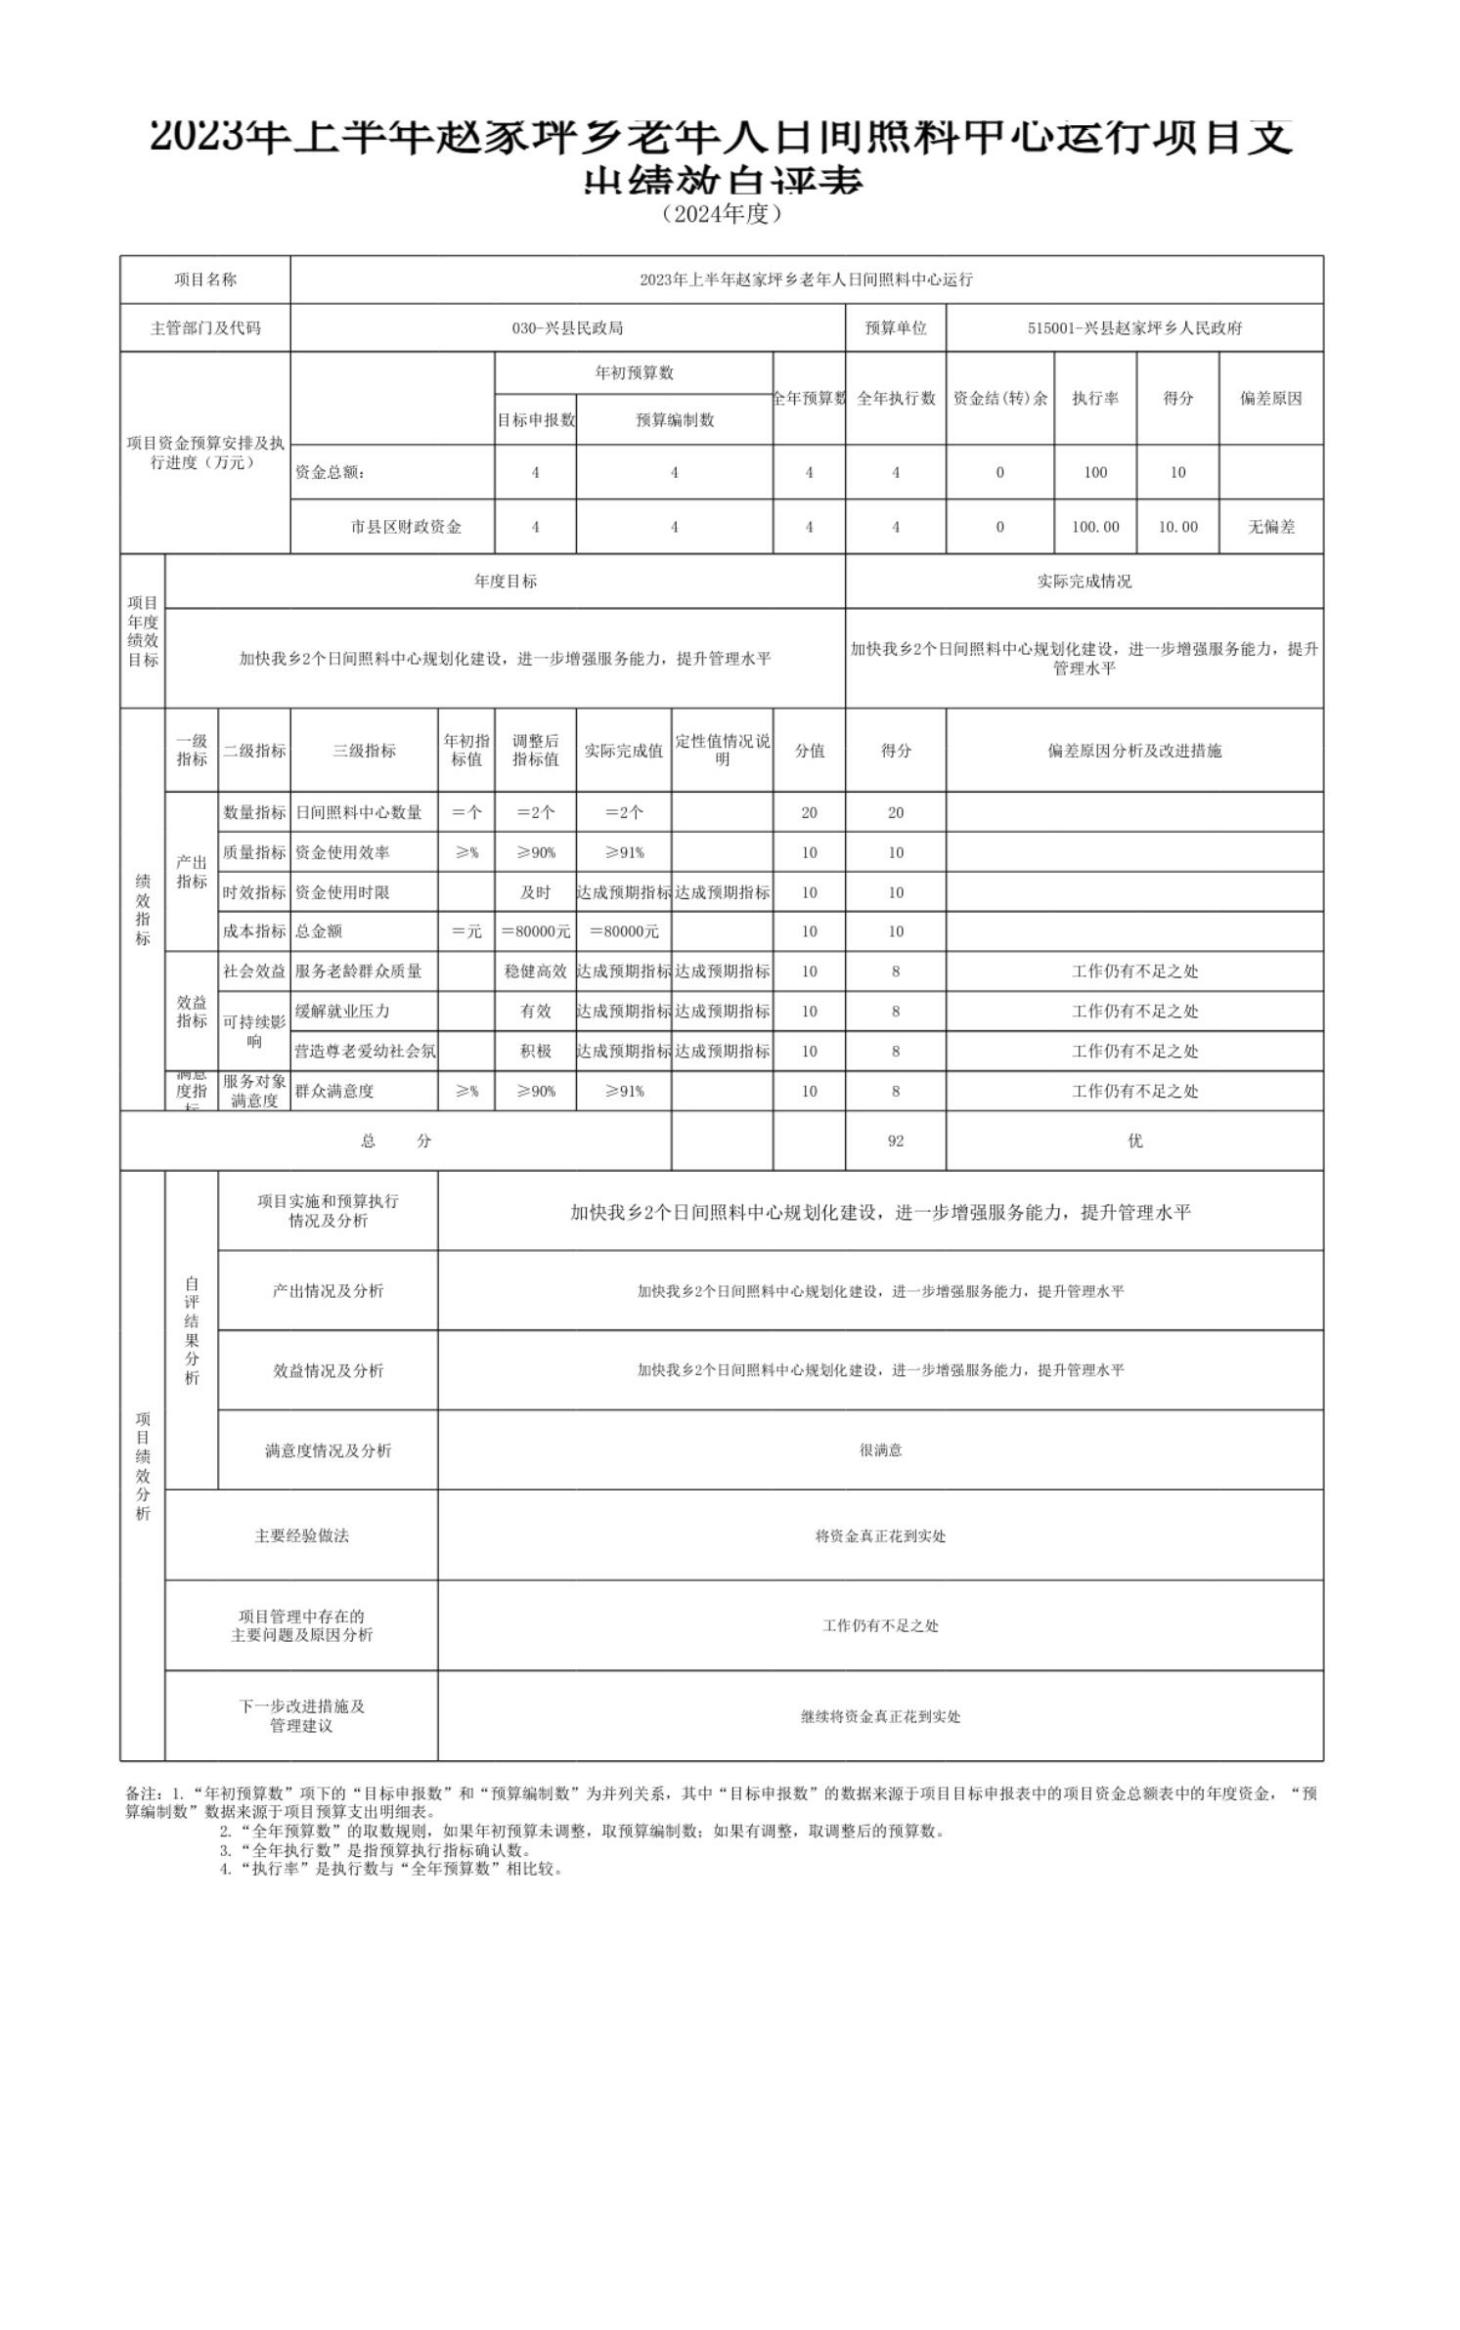 2023年上半年赵家坪乡老年人日间照料中心运行项目支
出绩效自评表
（2024年度）
项目名称
2023年上半年赵家坪乡老年人日间照料中心运行
主管部门及代码
030-兴县民政局
预算单位
515001-兴县赵家坪乡人民政府
项目资金预算安排及执
行进度（万元）
年初预算数
全年预算数
全年执行数
资金结(转)余
执行率
得分
偏差原因
目标申报数
预算编制数
资金总额：
4
4
4
4
0
100
10
市县区财政资金
4
4
4
4
0
100.00
10.00
无偏差
项目
年度
绩效
目标
年度目标
实际完成情况
加快我乡2个日间照料中心规划化建设，进一步增强服务能力，提升管理水平
加快我乡2个日间照料中心规划化建设，进一步增强服务能力，提升
管理水平
绩
效
指
标
一级
指标
二级指标
三级指标
年初指
标值
调整后
指标值
实际完成值
定性值情况说
明
分值
得分
偏差原因分析及改进措施
产出
指标
数量指标
日间照料中心数量
＝个
＝2个
＝2个
20
20
质量指标
资金使用效率
≥%
≥90%
≥91%
10
10
时效指标
资金使用时限
及时
达成预期指标
达成预期指标
10
10
成本指标
总金额
＝元
＝80000元
＝80000元
10
10
效益
指标
社会效益
服务老龄群众质量
稳健高效
达成预期指标
达成预期指标
10
8
工作仍有不足之处
可持续影
响
缓解就业压力
有效
达成预期指标
达成预期指标
10
8
工作仍有不足之处
营造尊老爱幼社会氛
积极
达成预期指标
达成预期指标
10
8
工作仍有不足之处
满意
度指
标
服务对象
满意度
群众满意度
≥%
≥90%
≥91%
10
8
工作仍有不足之处
总　　分
92
优
项
目
绩
效
分
析
自
评
结
果
分
析
项目实施和预算执行
情况及分析
加快我乡2个日间照料中心规划化建设，进一步增强服务能力，提升管理水平
产出情况及分析
加快我乡2个日间照料中心规划化建设，进一步增强服务能力，提升管理水平
效益情况及分析
加快我乡2个日间照料中心规划化建设，进一步增强服务能力，提升管理水平
满意度情况及分析
很满意
主要经验做法
将资金真正花到实处
项目管理中存在的
主要问题及原因分析
工作仍有不足之处
下一步改进措施及
管理建议
继续将资金真正花到实处
备注：1.“年初预算数”项下的“目标申报数”和“预算编制数”为并列关系，其中“目标申报数”的数据来源于项目目标申报表中的项目资金总额表中的年度资金，“预
算编制数”数据来源于项目预算支出明细表。
2.“全年预算数”的取数规则，如果年初预算未调整，取预算编制数；如果有调整，取调整后的预算数。
3.“全年执行数”是指预算执行指标确认数。
4.“执行率”是执行数与“全年预算数”相比较。